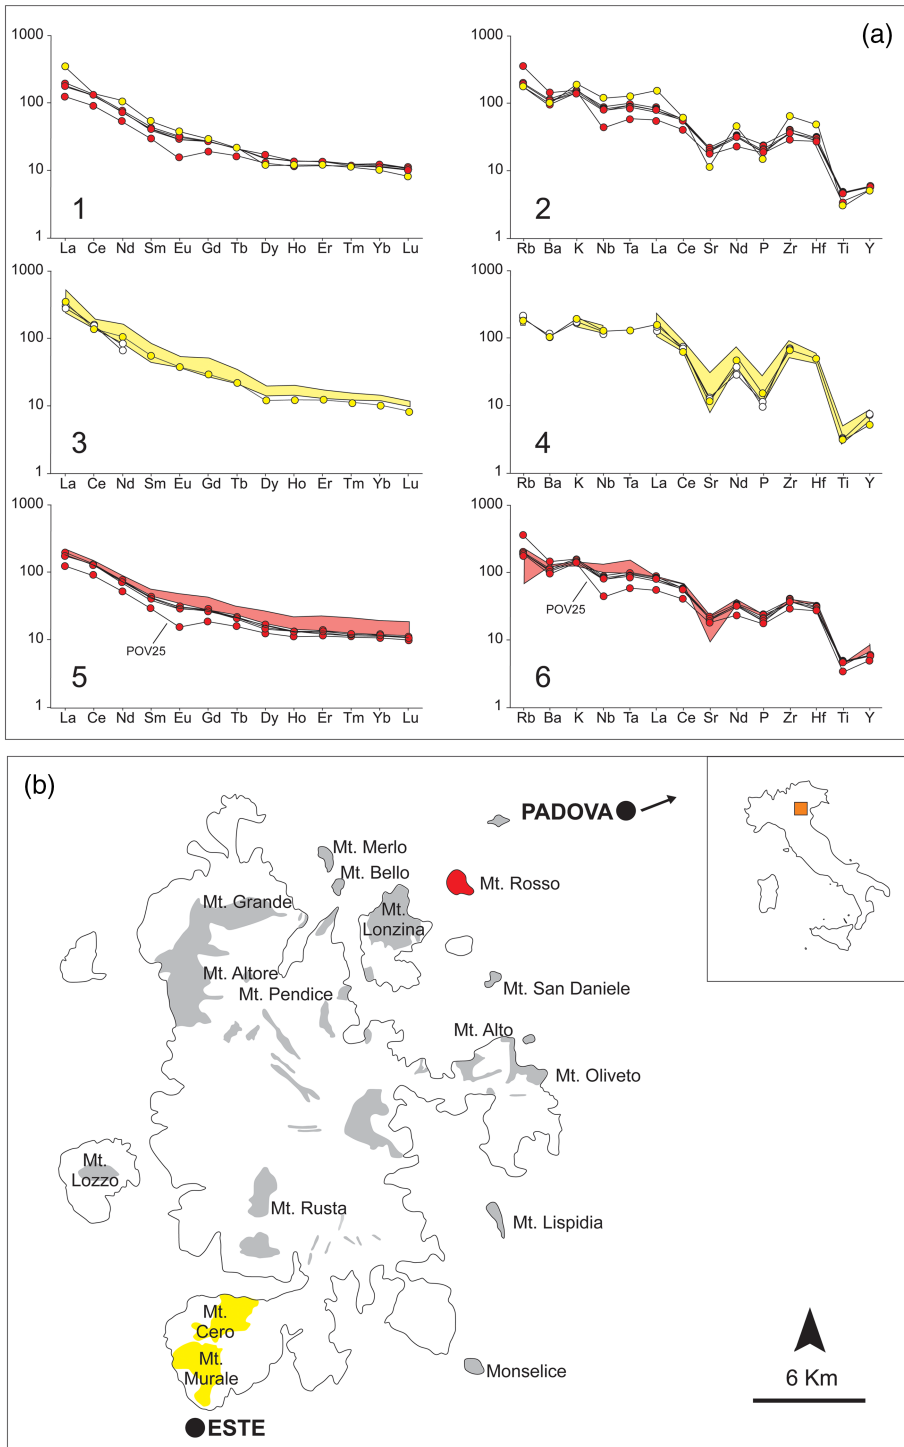 (a)
1000
100
10
1
1
La Ce Nd Sm Eu Gd Tb Dy Ho Er Tm Yb Lu
1000
100
10
1
2
Rb Ba K Nb Ta La Ce Sr Nd P Zr Hf Ti Y
1000
100
10
1
3
La Ce Nd Sm Eu Gd Tb Dy Ho Er Tm Yb Lu
1000
100
10
1
4
Rb Ba K Nb Ta La Ce Sr Nd P Zr Hf Ti Y
1000
100
10
1
POV25
5
La Ce Nd Sm Eu Gd Tb Dy Ho Er Tm Yb Lu
1000
100
10
1
POV25
6
Rb Ba K Nb Ta La Ce Sr Nd P Zr Hf Ti Y
(b)
PADOVA
Mt. Merlo
Mt. Bello
Mt. Rosso
Mt. Grande
Mt.
Lonzina
Mt. Altore
Mt. Pendice
Mt. San Daniele
Mt. Alto
Mt. Oliveto
Mt.
Lozzo
Mt. Rusta
Mt. Lispidia
Mt.
Cero
Mt.
Murale
Monselice
6 Km
ESTE